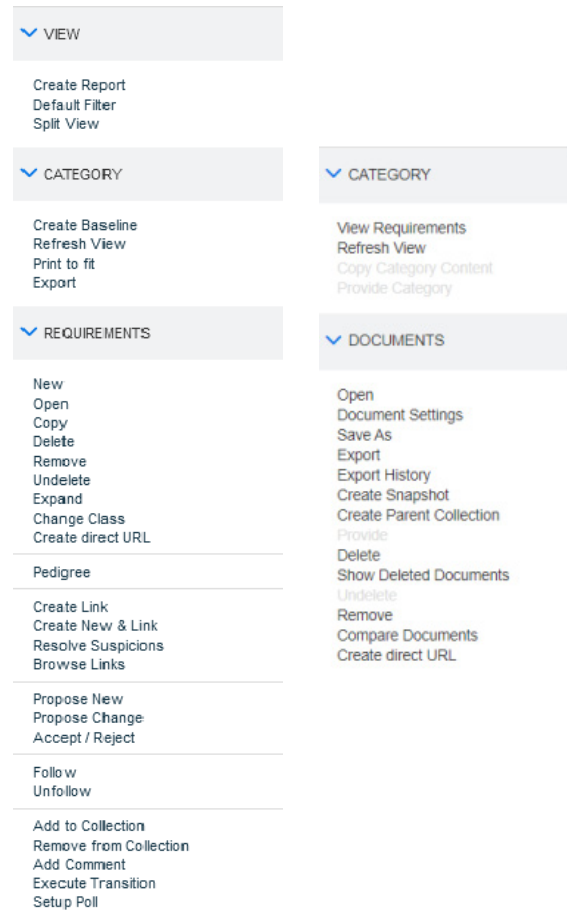 VIEW
Create Report
Default Filter
Split View
CATEGORY
Create Baseline
Refresh View
Print to fit
Export
REQUIREMENTS
New
Open
Copy
Delete
Remove
Undelete
Expand
Change Class
Create direct URL
Pedigree
Create Link
Create New & Link
Resolve Suspicions
Browse Links
Propose New
Propose Change
Accept / Reject
Follow
Unfollow
Add to Collection
Remove from Collection
Add Comment
Execute Transition
Setup Poll
CATEGORY
View Requirements
Refresh View
Copy Category Content
Provide Category
DOCUMENTS
Open
Document Settings
Save As
Export
Export History
Create Snapshot
Create Parent Collection
Provide
Delete
Show Deleted Documents
Undelete
Remove
Compare Documents
Create direct URL